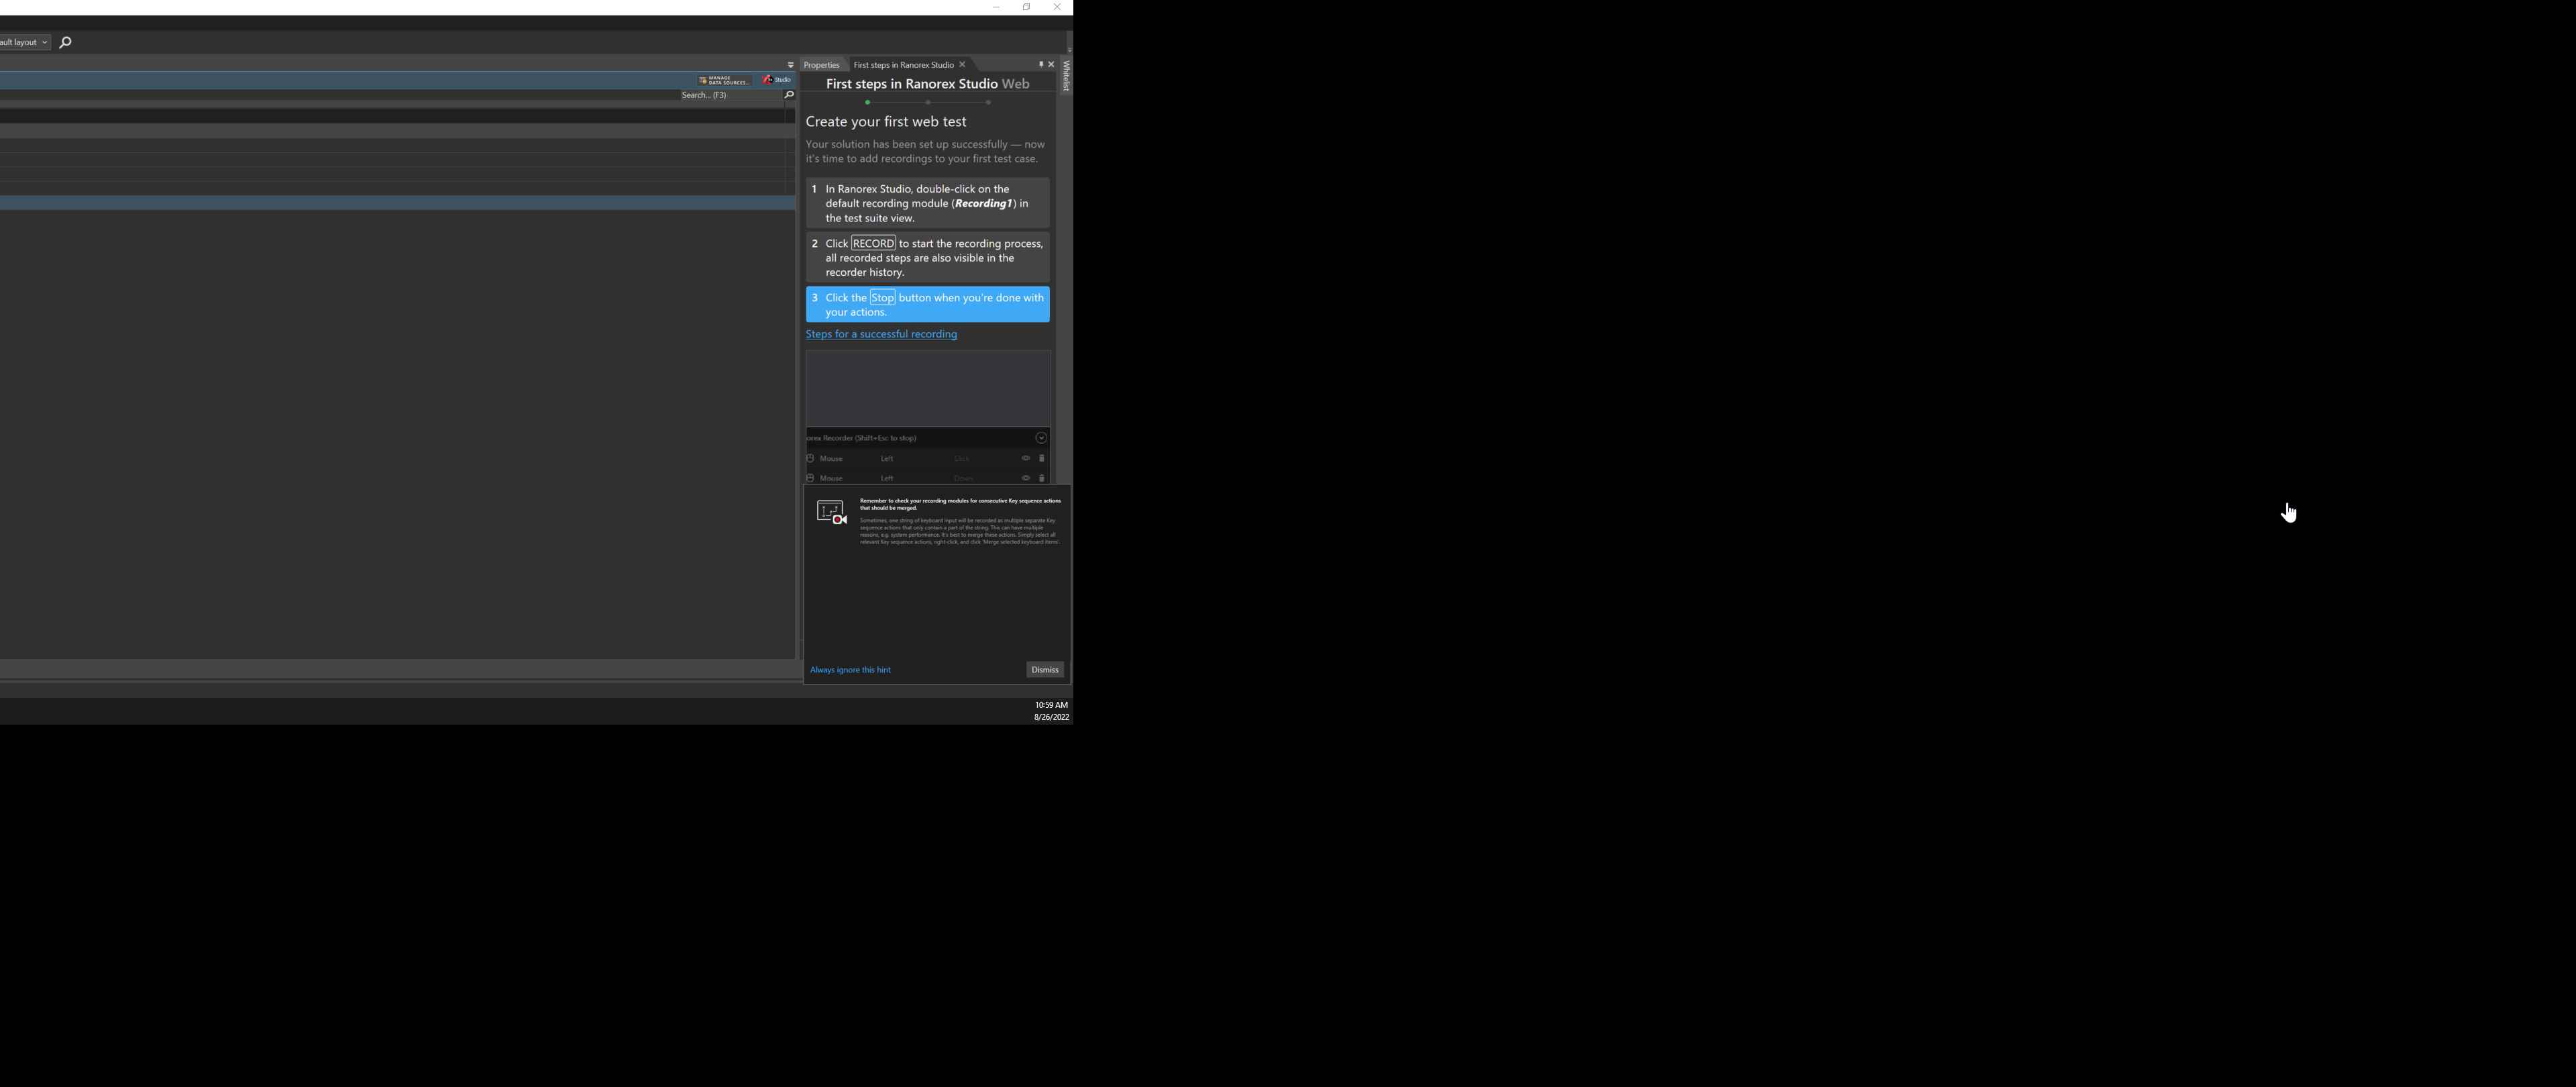 ault layout
Properties
First steps in Ranorex Studio
Whitelist
MANAGE
DATA SOURCES...
Studio
Search... (F3)
First steps in Ranorex Studio Web
Create your first web test
Your solution has been set up successfully — now
it's time to add recordings to your first test case.
1 In Ranorex Studio, double-click on the
default recording module (Recording1) in
the test suite view.
2 Click RECORD to start the recording process,
all recorded steps are also visible in the
recorder history.
3 Click the Stop button when you're done with
your actions.
Steps for a successful recording
orex Recorder (Shift+Esc to stop)
Mouse Left Click
Mouse Left Down
Remember to check your recording modules for consecutive Key sequence actions
that should be merged.
Sometimes, one string of keyboard input will be recorded as multiple separate Key
sequence actions that only contain a part of the string. This can have multiple
reasons, e.g. system performance. It's best to merge these actions. Simply select all
relevant Key sequence actions, right-click, and click 'Merge selected keyboard items'.
Always ignore this hint
Dismiss
10:59 AM
8/26/2022